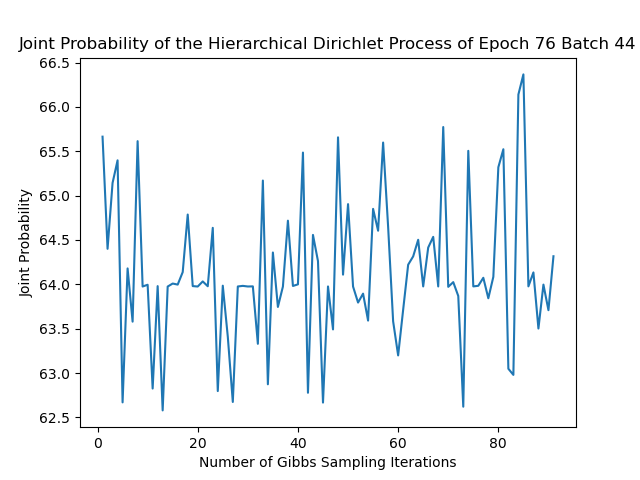 Joint Probability of the Hierarchical Dirichlet Process of Epoch 76 Batch 44
66.5
66.0
65.5
65.0
64.5
64.0
63.5
63.0
62.5
Joint Probability
0 20 40 60 80
Number of Gibbs Sampling Iterations